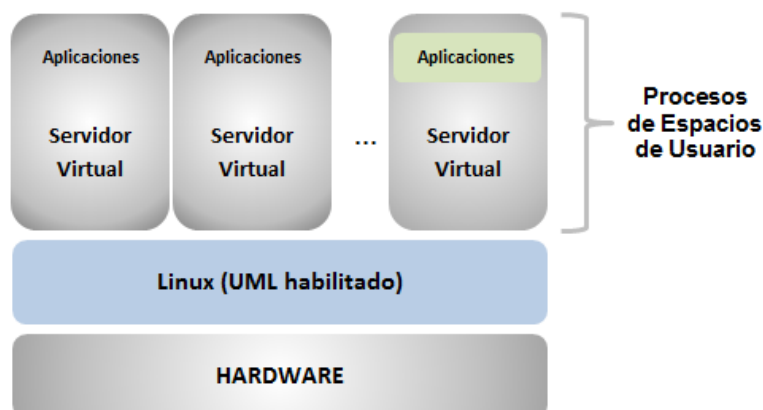 Aplicaciones
Servidor
Virtual
Aplicaciones
Servidor
Virtual
...
Aplicaciones
Servidor
Virtual
Procesos
de Espacios
de Usuario
Linux (UML habilitado)
HARDWARE